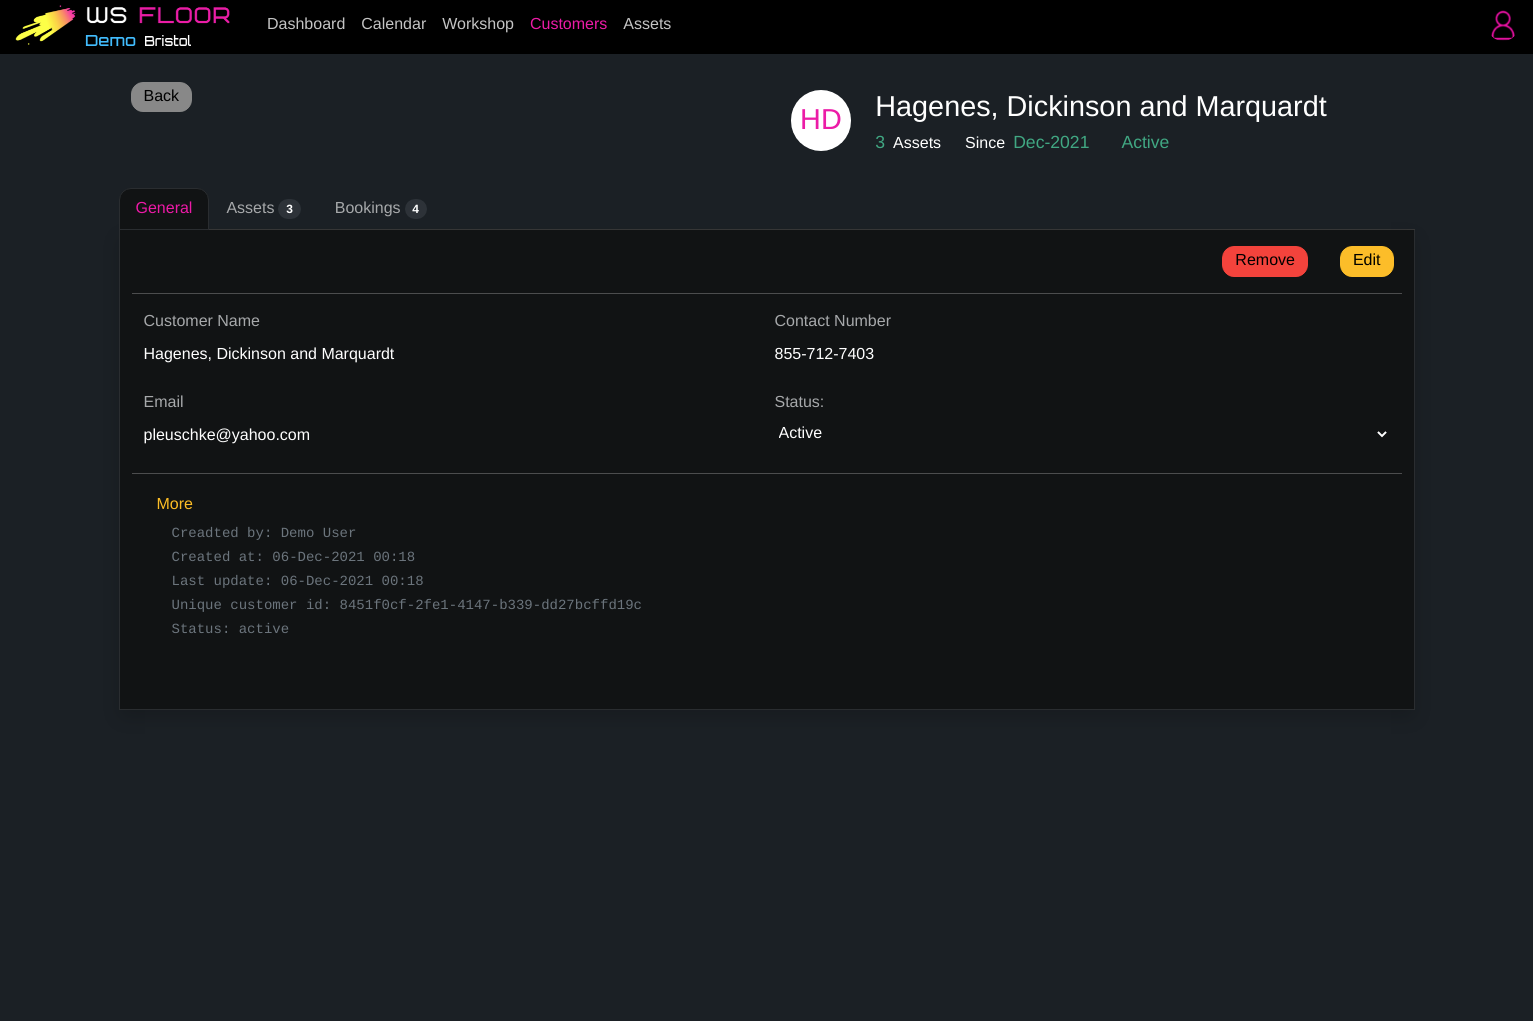 WS FLOOR
Demo Bristol
Dashboard Calendar Workshop Customers Assets
Back
HD
Hagenes, Dickinson and Marquardt
3 Assets Since Dec-2021 Active
General Assets 3 Bookings 4
Remove Edit
Customer Name
Hagenes, Dickinson and Marquardt
Contact Number
855-712-7403
Email
pleuschke@yahoo.com
Status:
Active
More
Creadted by: Demo User
Created at: 06-Dec-2021 00:18
Last update: 06-Dec-2021 00:18
Unique customer id: 8451f0cf-2fe1-4147-b339-dd27bcffd19c
Status: active